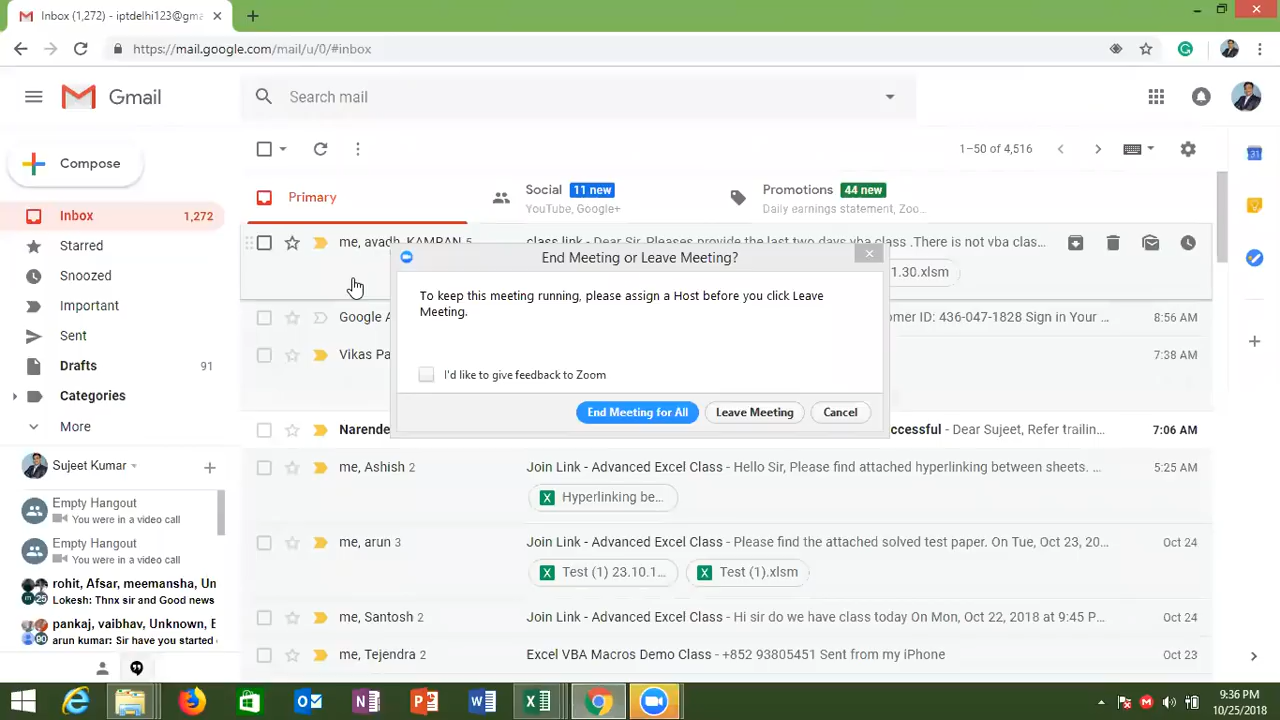 Inbox (1,272) - iptdelhi123@gma
https://mail.google.com/mail/u/0/#inbox
Gmail
Search mail
Compose
1–50 of 4,516
Primary
Social 11 new
YouTube, Google+
Promotions 44 new
Daily earnings statement, Zoo…
Inbox 1,272
Starred
Snoozed
Important
Sent
Drafts 91
Categories
More
me, avadh, KAMRAN 5
class link - Dear Sir, Pleases provide the last two days vba class .There is not vba clas…
1.30.xlsm
End Meeting or Leave Meeting?
To keep this meeting running, please assign a Host before you click Leave
Meeting.
I'd like to give feedback to Zoom
End Meeting for All
Leave Meeting
Cancel
Google A
omer ID: 436-047-1828 Sign in Your … 8:56 AM
Vikas Pa
7:38 AM
Narende
ccessful - Dear Sujeet, Refer trailin… 7:06 AM
me, Ashish 2
Join Link - Advanced Excel Class - Hello Sir, Please find attached hyperlinking between sheets. … 5:25 AM
Hyperlinking be…
me, arun 3
Join Link - Advanced Excel Class - Please find the attached solved test paper. On Tue, Oct 23, 20… Oct 24
Test (1) 23.10.1…
Test (1).xlsm
me, Santosh 2
Join Link - Advanced Excel Class - Hi sir do we have class today On Mon, Oct 22, 2018 at 9:45 P… Oct 24
me, Tejendra 2
Excel VBA Macros Demo Class - +852 93805451 Sent from my iPhone Oct 23
Sujeet Kumar
Empty Hangout
You were in a video call
Empty Hangout
You were in a video call
rohit, Afsar, meemansha, Un
Lokesh: Thnx sir and Good news
25
pankaj, vaibhav, Unknown, E
arun kumar: Sir have you started
90
31
9:36 PM
10/25/2018